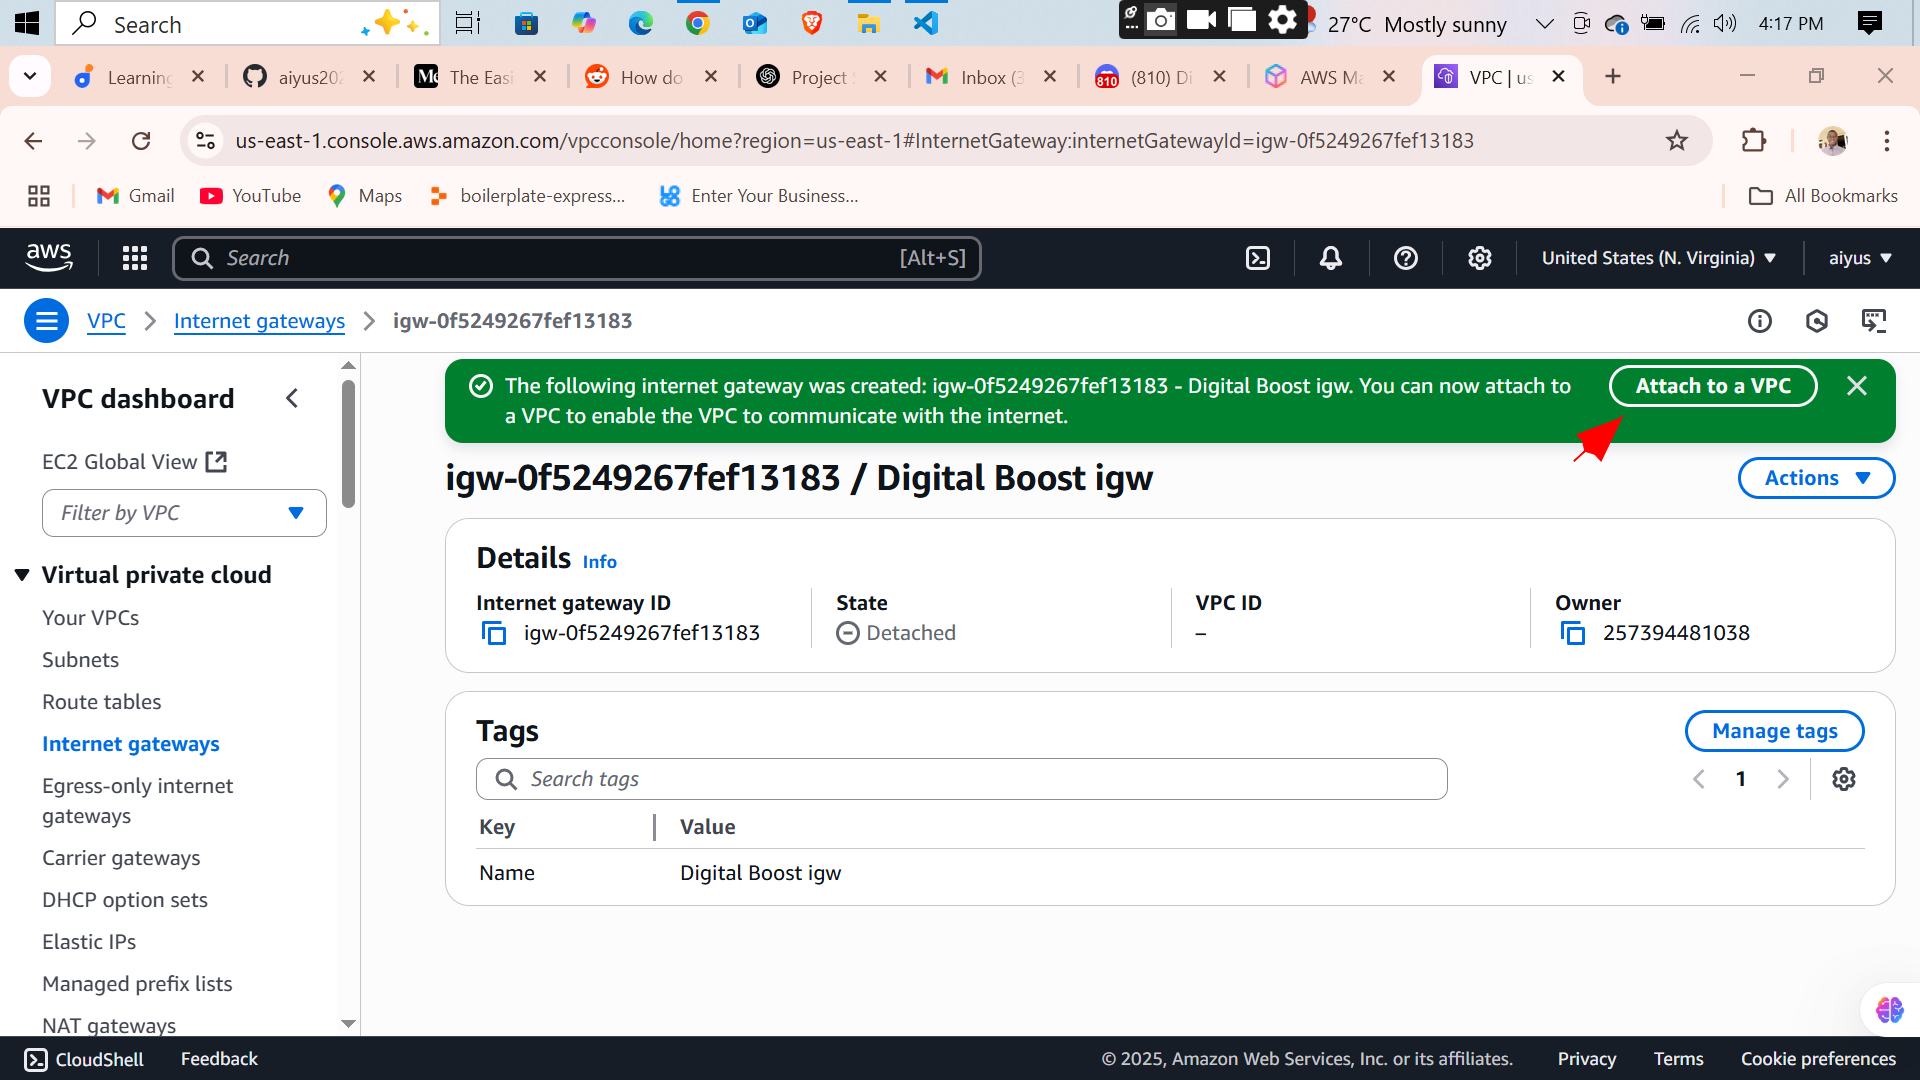 Search
27°C Mostly sunny
4:17 PM
Learning
aiyus202
The Easi
How do
Project S
Inbox (3
810
(810) Di
AWS Ma
VPC | us
us-east-1.console.aws.amazon.com/vpcconsole/home?region=us-east-1#InternetGateway:internetGatewayId=igw-0f5249267fef13183
Gmail
YouTube
Maps
boilerplate-express...
Enter Your Business...
All Bookmarks
aws
Search
[Alt+S]
United States (N. Virginia)
aiyus
VPC
Internet gateways
igw-0f5249267fef13183
VPC dashboard
EC2 Global View
Filter by VPC
Virtual private cloud
Your VPCs
Subnets
Route tables
Internet gateways
Egress-only internet
gateways
Carrier gateways
DHCP option sets
Elastic IPs
Managed prefix lists
NAT gateways
The following internet gateway was created: igw-0f5249267fef13183 - Digital Boost igw. You can now attach to
a VPC to enable the VPC to communicate with the internet.
Attach to a VPC
igw-0f5249267fef13183 / Digital Boost igw
Actions
Details Info
Internet gateway ID
igw-0f5249267fef13183
State
Detached
VPC ID
–
Owner
257394481038
Tags
Manage tags
Search tags
1
Key
Value
Name
Digital Boost igw
CloudShell
Feedback
© 2025, Amazon Web Services, Inc. or its affiliates.
Privacy
Terms
Cookie preferences